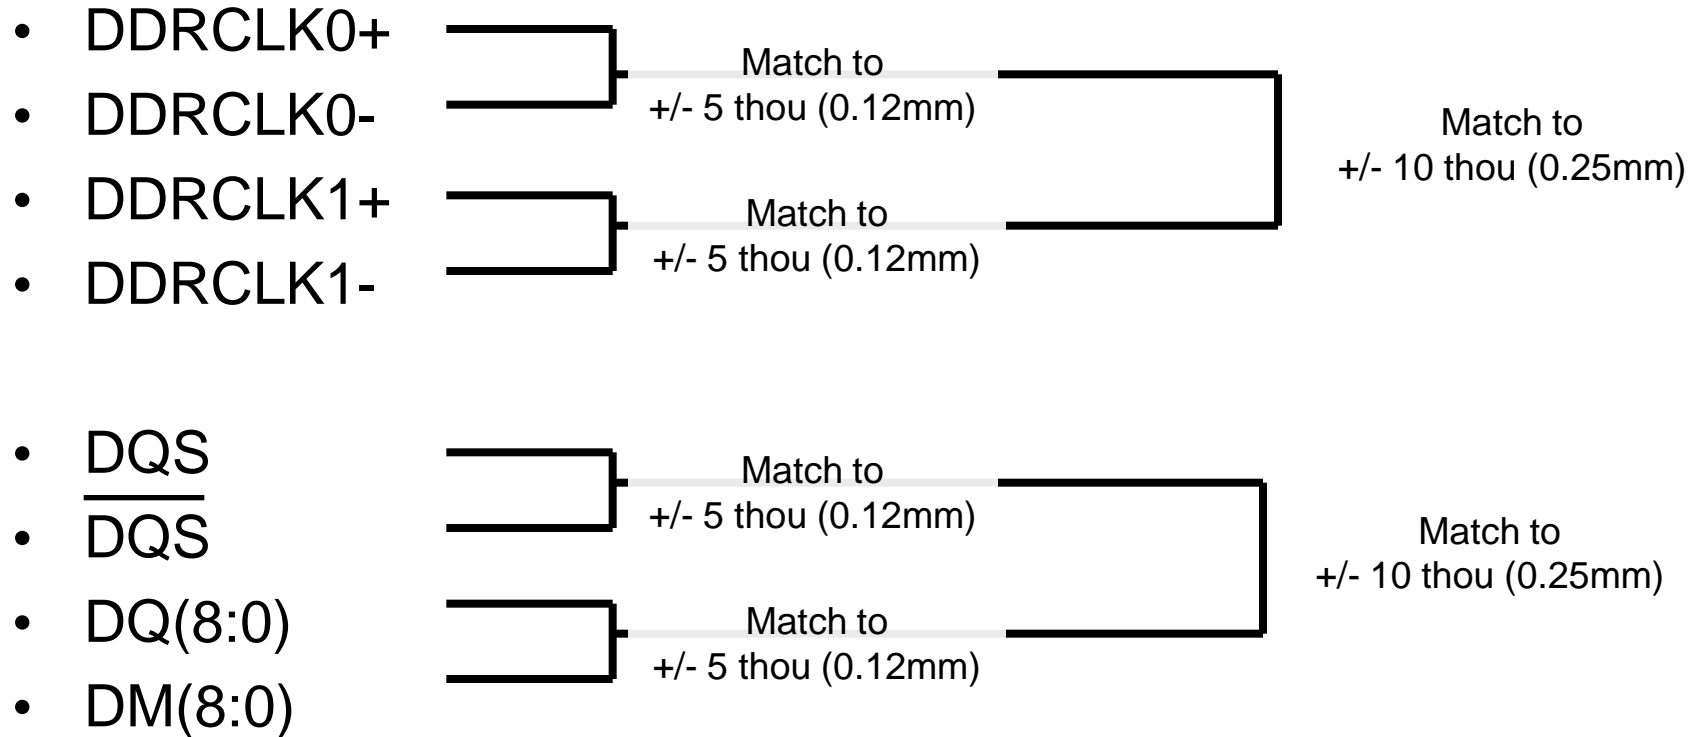 • DDRCLK0+
• DDRCLK0-
• DDRCLK1+
• DDRCLK1-
Match to
+/- 5 thou (0.12mm)
Match to
+/- 5 thou (0.12mm)
Match to
+/- 10 thou (0.25mm)
• DQS
• D̅Q̅S̅
• DQ(8:0)
• DM(8:0)
Match to
+/- 5 thou (0.12mm)
Match to
+/- 5 thou (0.12mm)
Match to
+/- 10 thou (0.25mm)